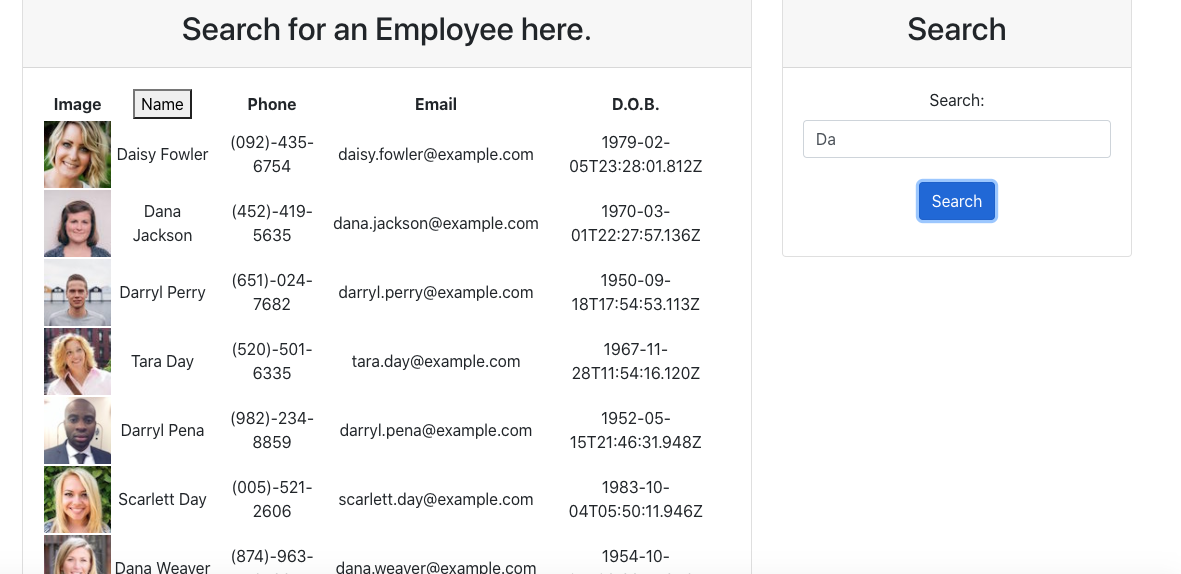 Search for an Employee here.
Search
Image Name Phone Email D.O.B.
Search:
Da
Search
Daisy Fowler (092)-435- daisy.fowler@example.com 1979-02-
6754 05T23:28:01.812Z
Dana (452)-419- dana.jackson@example.com 1970-03-
Jackson 5635 01T22:27:57.136Z
Darryl Perry (651)-024- darryl.perry@example.com 1950-09-
7682 18T17:54:53.113Z
Tara Day (520)-501- tara.day@example.com 1967-11-
6335 28T11:54:16.120Z
Darryl Pena (982)-234- darryl.pena@example.com 1952-05-
8859 15T21:46:31.948Z
Scarlett Day (005)-521- scarlett.day@example.com 1983-10-
2606 04T05:50:11.946Z
Dana Weaver (874)-963- dana.weaver@example.com 1954-10-